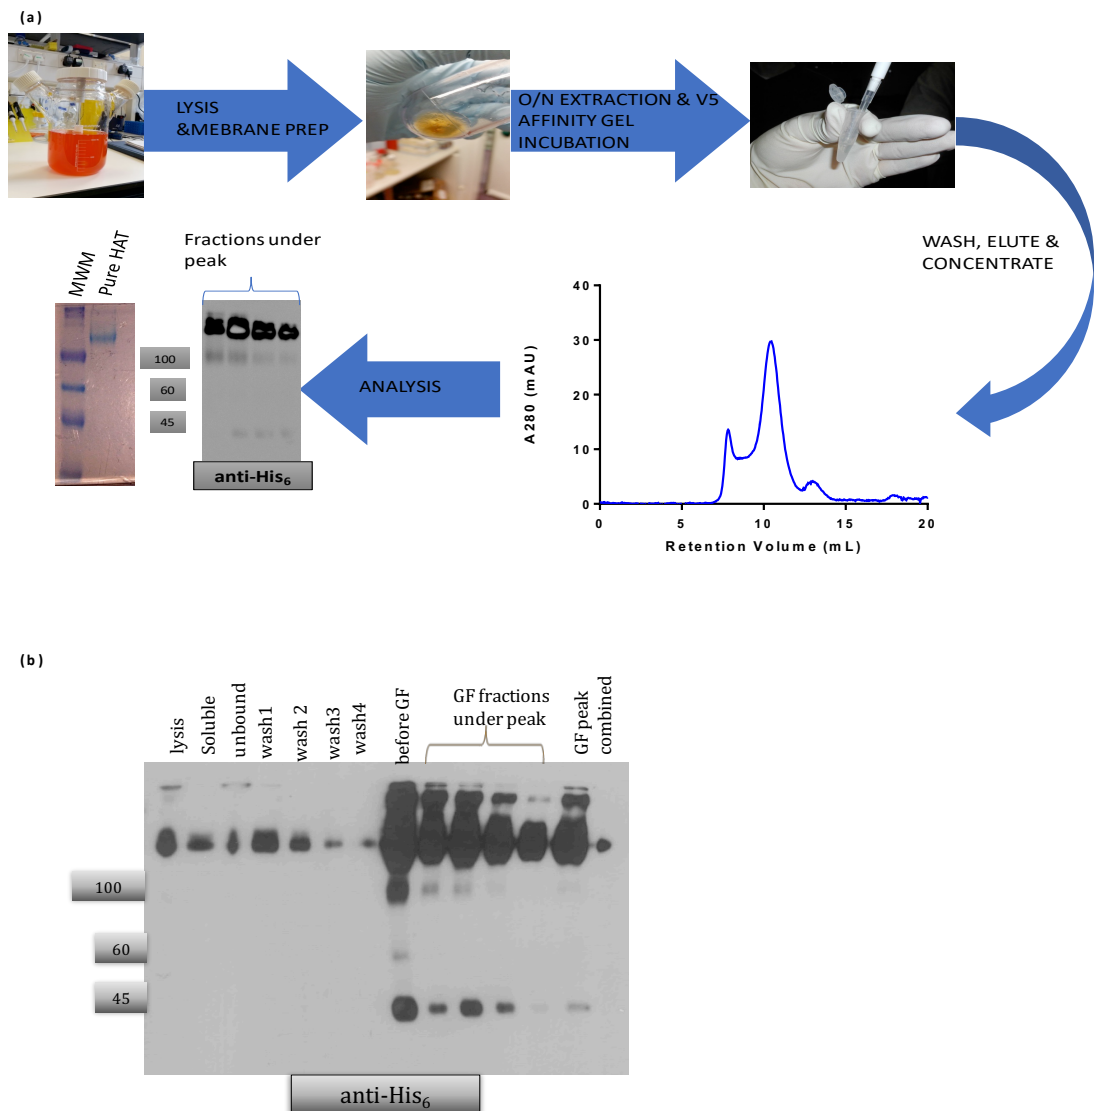 (a)
LYSIS
&MEBRANE PREP
O/N EXTRACTION & V5
AFFINITY GEL
INCUBATION
WASH, ELUTE &
CONCENTRATE
Fractions under
peak
MWM
Pure HAT
100
60
45
anti-His6
ANALYSIS
A280 (mAU)
40
30
20
10
0
0
5
10
15
20
Retention Volume (mL)
(b)
lysis
Soluble
unbound
wash1
wash 2
wash3
wash4
before GF
GF fractions
under peak
GF peak
combined
100
60
45
anti-His6